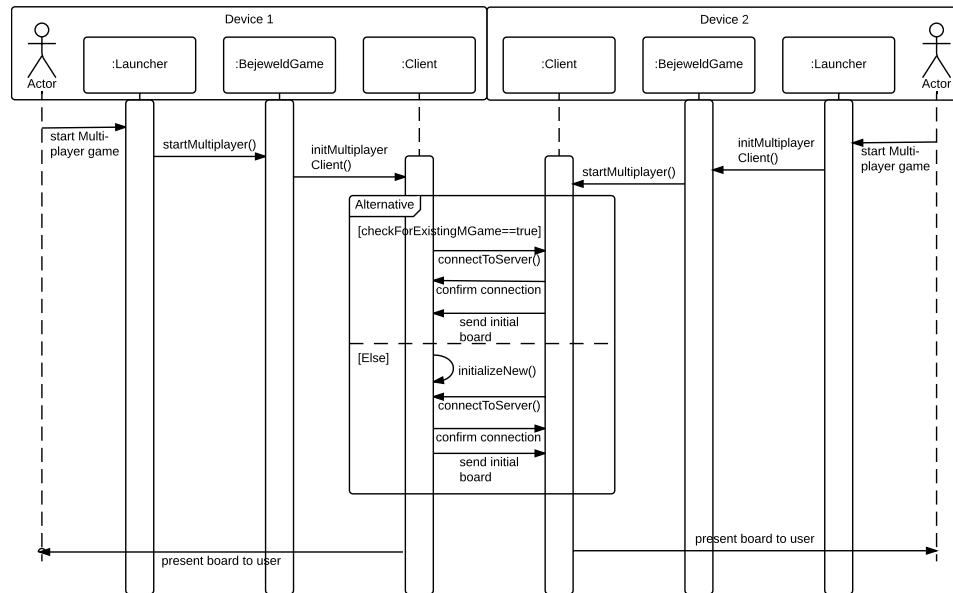 Device 1
Device 2
Actor
:Launcher
:BejeweldGame
:Client
:Client
:BejeweldGame
:Launcher
Actor
start Multi-
player game
startMultiplayer()
initMultiplayer
Client()
startMultiplayer()
initMultiplayer
Client()
start Multi-
player game
Alternative
[checkForExistingMGame==true]
connectToServer()
confirm connection
send initial
board
[Else]
initializeNew()
connectToServer()
confirm connection
send initial
board
present board to user
present board to user